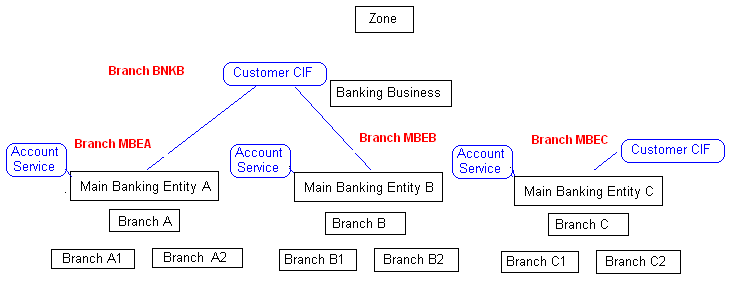 Zone
Branch BNKB
Customer CIF
Banking Business
Branch MBEA
Branch MBEB
Branch MBEC
Account
Service
Account
Service
Account
Service
Customer CIF
Main Banking Entity A
Main Banking Entity B
Main Banking Entity C
Branch A
Branch B
Branch C
Branch A1
Branch A2
Branch B1
Branch B2
Branch C1
Branch C2